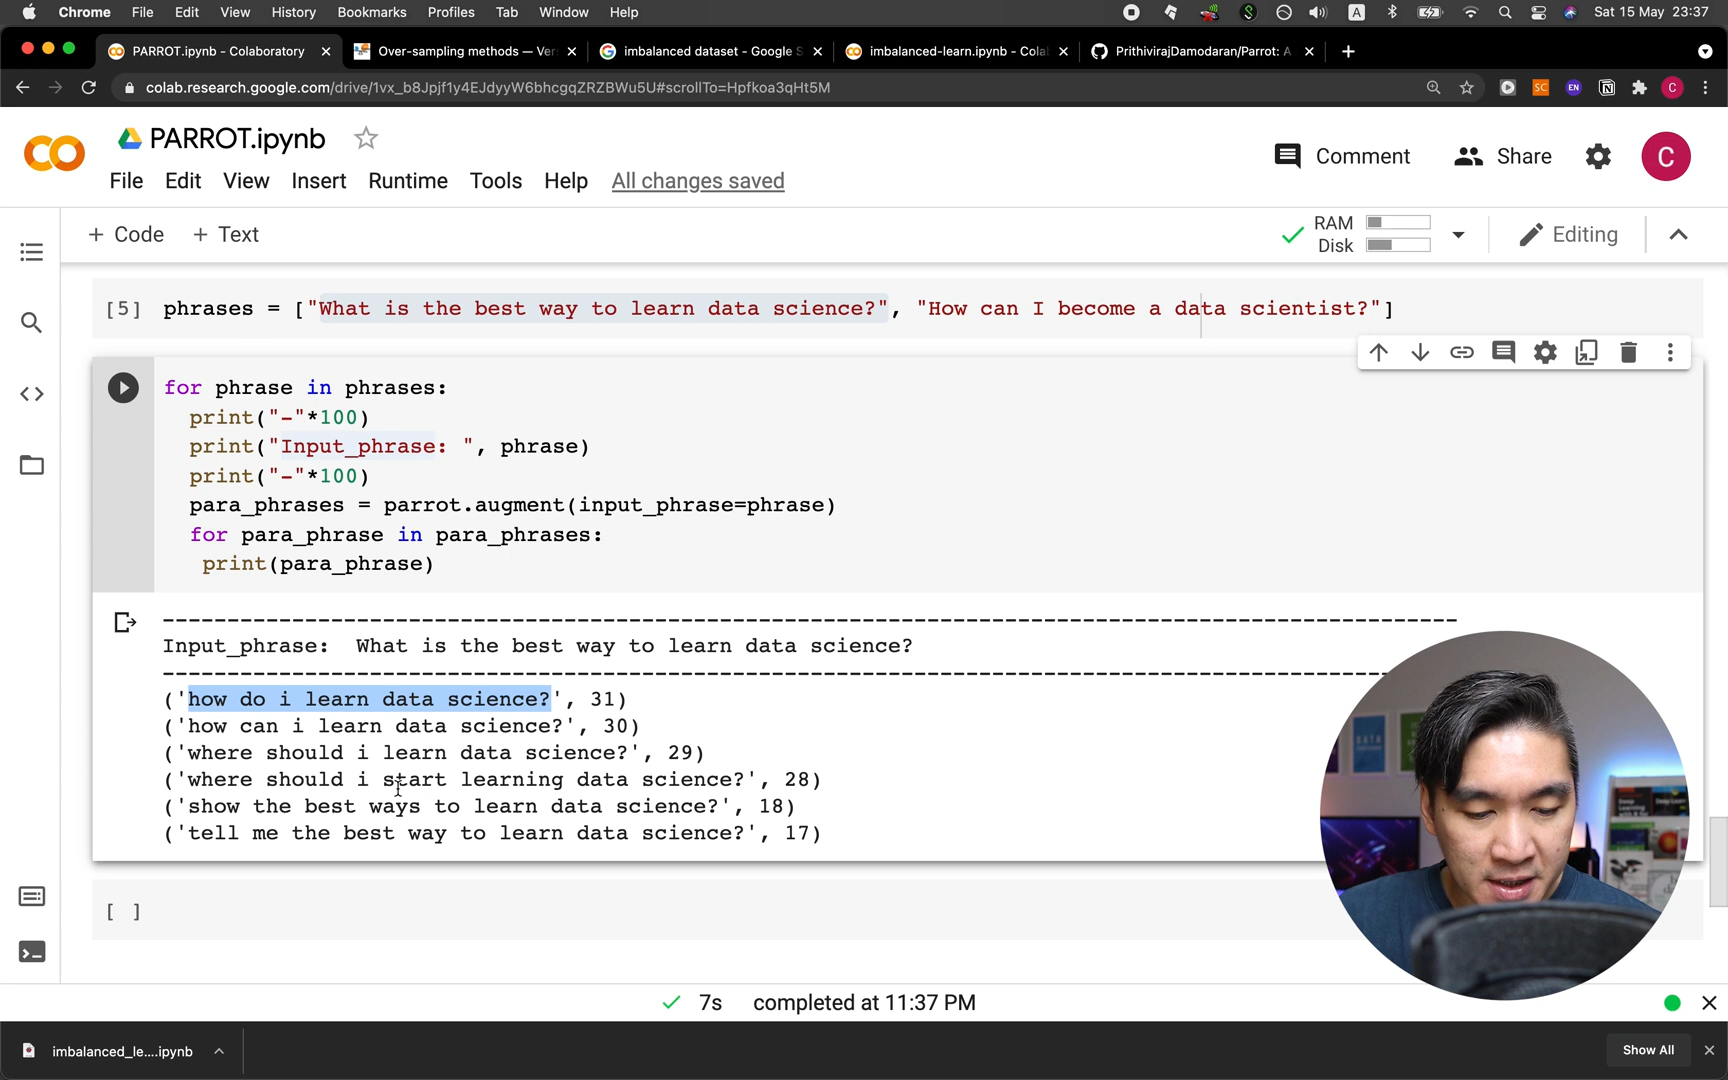 Chrome File Edit View History Bookmarks Profiles Tab Window Help
A
Sat 15 May 23:37
PARROT.ipynb - Colaboratory
Over-sampling methods — Ver
imbalanced dataset - Google S
imbalanced-learn.ipynb - Cola
PrithivirajDamodaran/Parrot: A
colab.research.google.com/drive/1vx_b8Jpjf1y4EJdyyW6bhcgqZRZBWu5U#scrollTo=Hpfkoa3qHt5M
SC EN C
PARROT.ipynb
Comment Share C
File Edit View Insert Runtime Tools Help All changes saved
+ Code + Text
RAM
Disk
Editing
[5] phrases = ["What is the best way to learn data science?", "How can I become a data scientist?"]
for phrase in phrases:
print("-"*100)
print("Input_phrase: ", phrase)
print("-"*100)
para_phrases = parrot.augment(input_phrase=phrase)
for para_phrase in para_phrases:
print(para_phrase)
----------------------------------------------------------------------------------------------------
Input_phrase:  What is the best way to learn data science?
----------------------------------------------------------------------------------------------------
('how do i learn data science?', 31)
('how can i learn data science?', 30)
('where should i learn data science?', 29)
('where should i start learning data science?', 28)
('show the best ways to learn data science?', 18)
('tell me the best way to learn data science?', 17)
[ ]
7s completed at 11:37 PM
imbalanced_le....ipynb
Show All